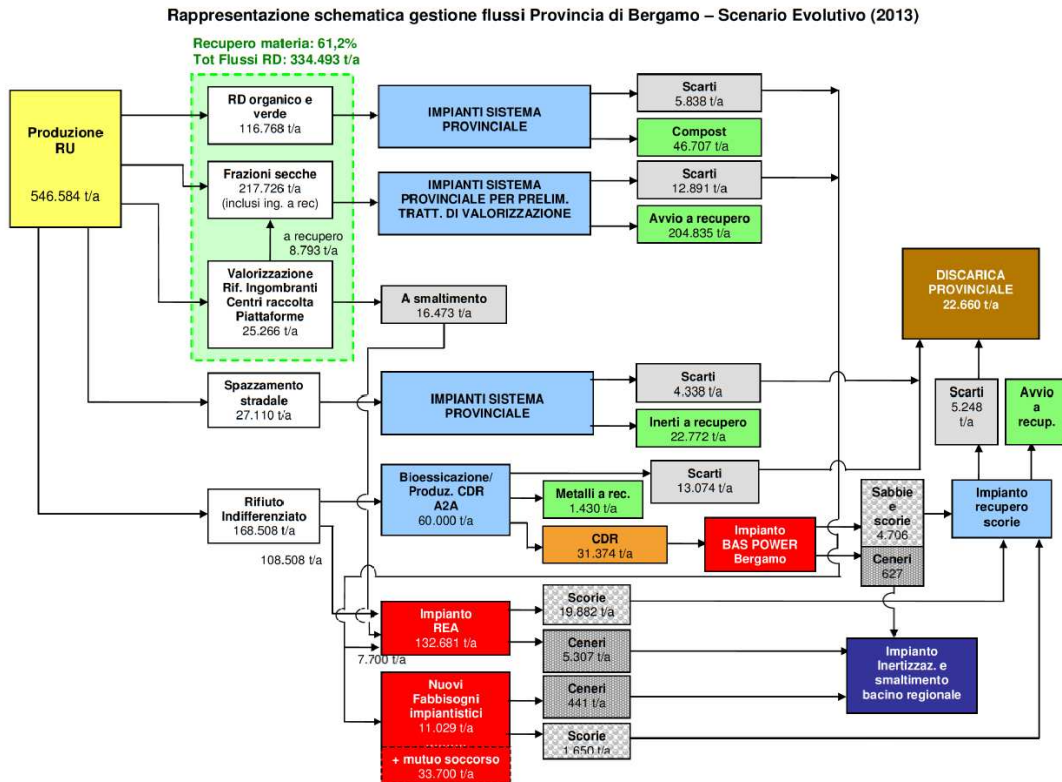 Rappresentazione schematica gestione flussi Provincia di Bergamo – Scenario Evolutivo (2013)
Recupero materia: 61,2%
Tot Flussi RD: 334.493 t/a
Produzione
RU
546.584 t/a
RD organico e
verde
116.768 t/a
IMPIANTI SISTEMA
PROVINCIALE
Scarti
5.838 t/a
Compost
46.707 t/a
Frazioni secche
217.726 t/a
(inclusi ing. a rec)
IMPIANTI SISTEMA
PROVINCIALE PER PRELIM.
TRATT. DI VALORIZZAZIONE
Scarti
12.891 t/a
Avvio a recupero
204.835 t/a
a recupero
8.793 t/a
Valorizzazione
Rif. Ingombranti
Centri raccolta
Piattaforme
25.266 t/a
A smaltimento
16.473 t/a
DISCARICA
PROVINCIALE
22.660 t/a
Spazzamento
stradale
27.110 t/a
IMPIANTI SISTEMA
PROVINCIALE
Scarti
4.338 t/a
Inerti a recupero
22.772 t/a
Scarti
5.248
t/a
Avvio
a
recup.
Rifiuto
Indifferenziato
168.508 t/a
108.508 t/a
Bioessicazione/
Produz. CDR
A2A
60.000 t/a
Scarti
13.074 t/a
Metalli a rec.
1.430 t/a
CDR
31.374 t/a
Impianto
BAS POWER
Bergamo
Sabbie
e
scorie
4.706
Ceneri
627
Impianto
recupero
scorie
Impianto
REA
132.681 t/a
7.700 t/a
Scorie
19.882 t/a
Ceneri
5.307 t/a
Impianto
Inertizzaz. e
smaltimento
bacino regionale
Nuovi
Fabbisogni
impiantistici
11.029 t/a
Ceneri
441 t/a
Scorie
1.650 t/a
+ mutuo soccorso
33.700 t/a